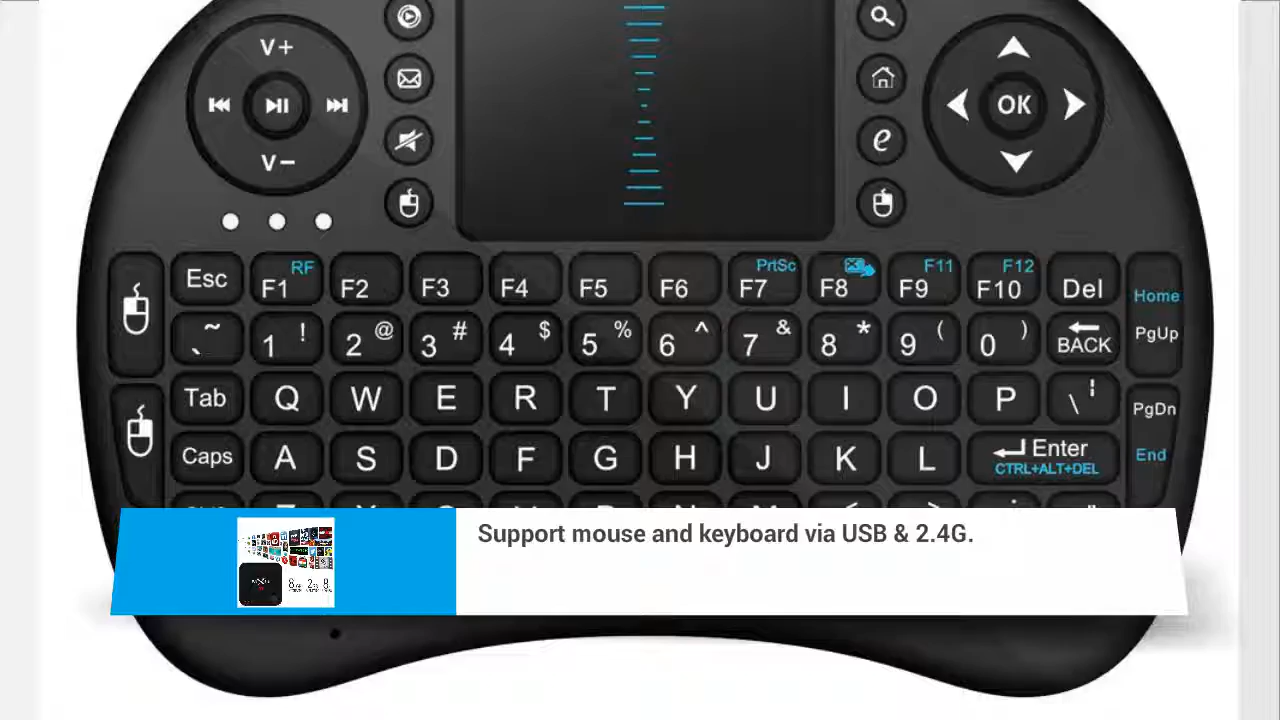 V+
V−
OK
Esc F1 RF F2 F3 F4 F5 F6 F7 PrtSc F8 F9 F11 F10 F12 Del Home
` ~ 1 ! 2 @ 3 # 4 $ 5 % 6 ^ 7 & 8 * 9 ( 0 ) BACK PgUp
Tab Q W E R T Y U I O P \ ¦ PgDn
Caps A S D F G H J K L Enter End
CTRL+ALT+DEL
Support mouse and keyboard via USB & 2.4G.